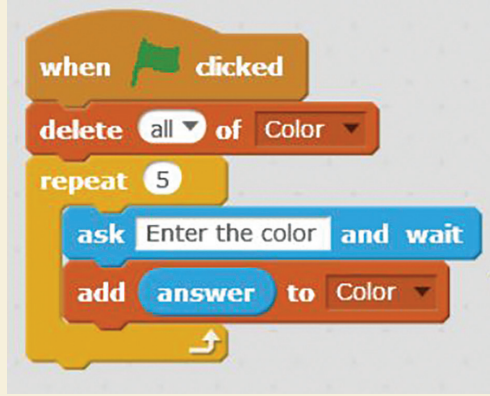 when clicked
delete all of Color
repeat 5
ask Enter the color and wait
add answer to Color